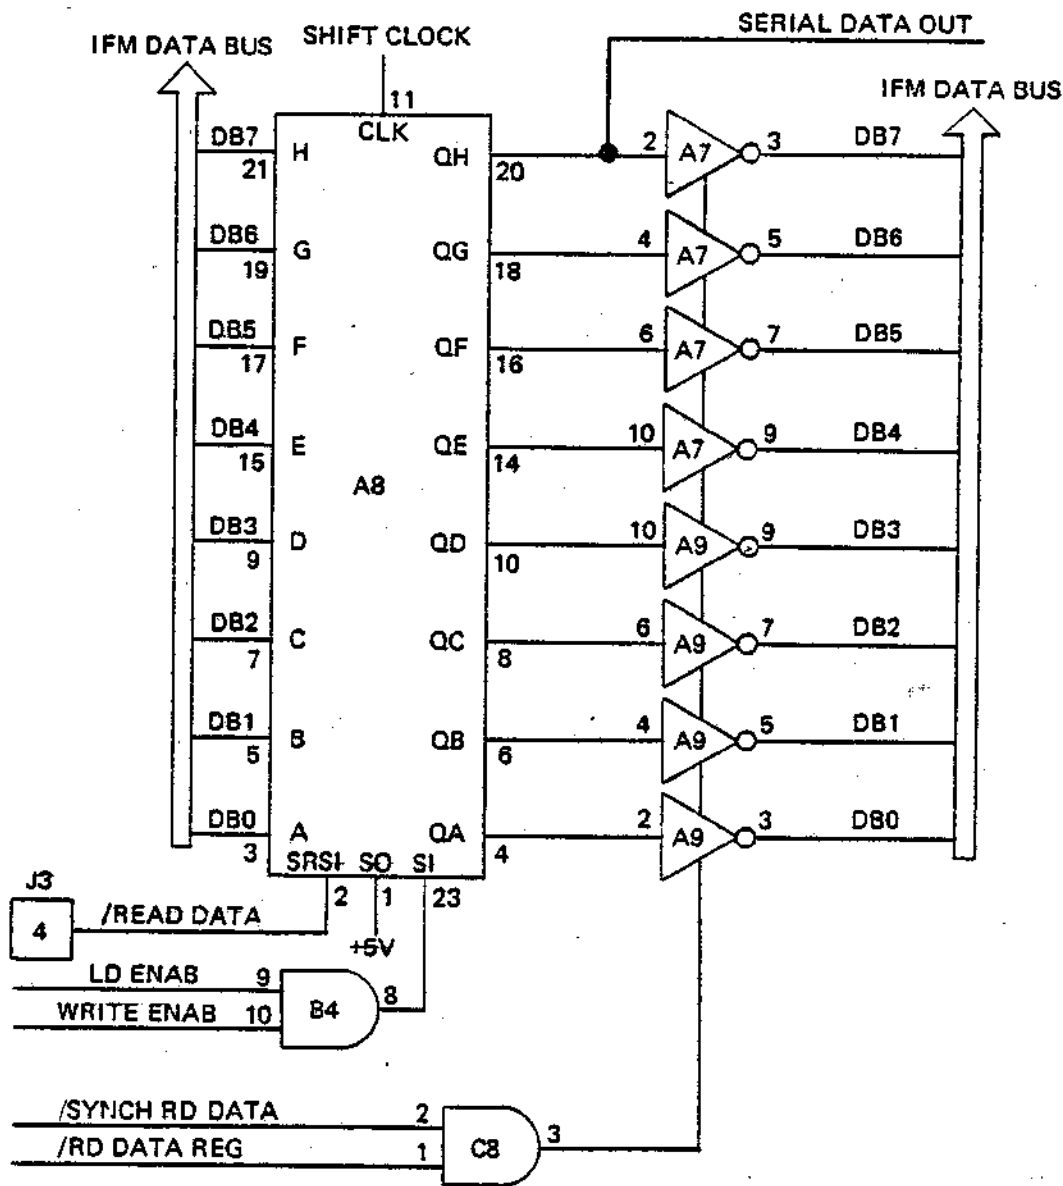 SERIAL DATA OUT
IFM DATA BUS
SHIFT CLOCK
IFM DATA BUS
11
CLK
DB7 H QH 2 A7 3 DB7
21 20
DB6 G QG 4 A7 5 DB6
19 18
DB5 F QF 6 A7 7 DB5
17 16
DB4 E QE 10 A7 9 DB4
15 14
A8
DB3 D QD 10 A9 9 DB3
9 10
DB2 C QC 6 A9 7 DB2
7 8
DB1 B QB 4 A9 5 DB1
5 6
DB0 A QA 2 A9 3 DB0
3 4
SRSI SO SI
J3 2 1 23
4 /READ DATA
+5V
LD ENAB 9 8
B4
WRITE ENAB 10
/SYNCH RD DATA 2
C8 3
/RD DATA REG 1